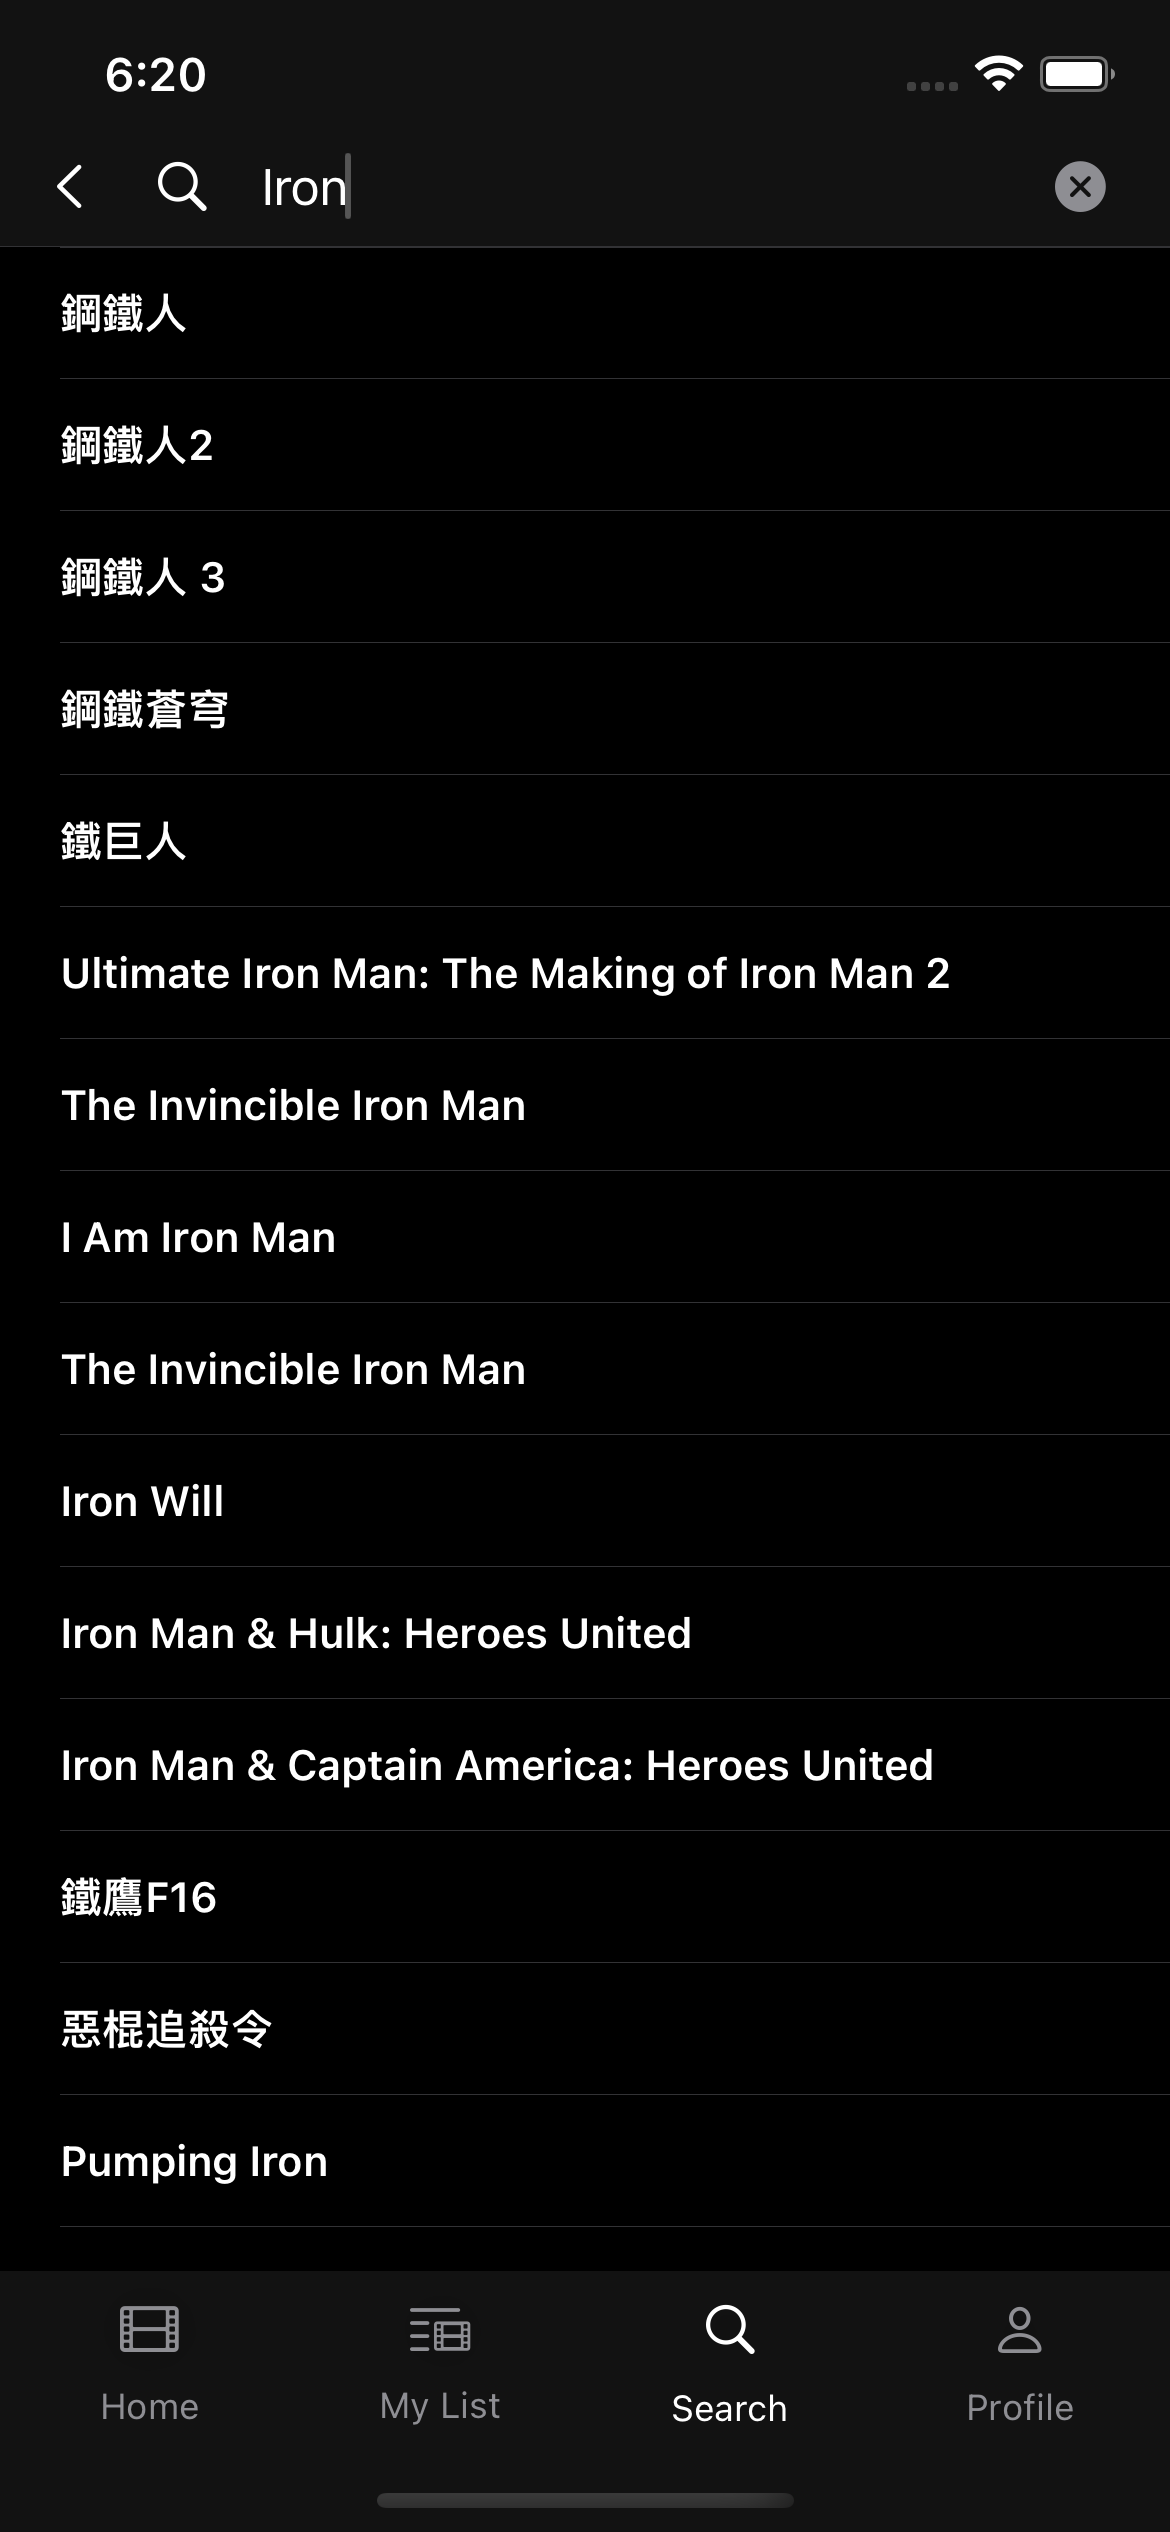 6:20
Iron
鋼鐵人
鋼鐵人2
鋼鐵人 3
鋼鐵蒼穹
鐵巨人
Ultimate Iron Man: The Making of Iron Man 2
The Invincible Iron Man
I Am Iron Man
The Invincible Iron Man
Iron Will
Iron Man & Hulk: Heroes United
Iron Man & Captain America: Heroes United
鐵鷹F16
惡棍追殺令
Pumping Iron
Home
My List
Search
Profile